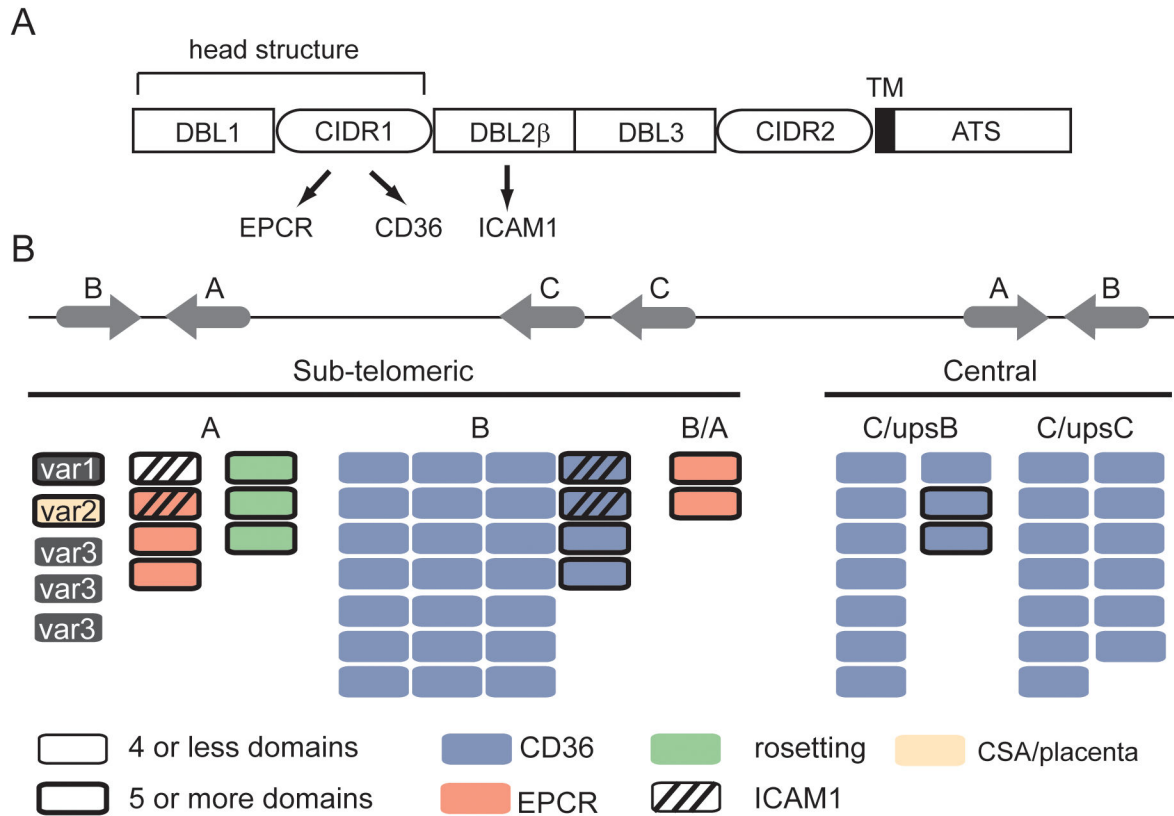 A
head structure
TM
DBL1 CIDR1 DBL2β DBL3 CIDR2 ATS
EPCR CD36 ICAM1
B
B A C C A B
Sub-telomeric Central
A B B/A C/upsB C/upsC
var1
var2
var3
var3
var3
4 or less domains CD36 rosetting CSA/placenta
5 or more domains EPCR ICAM1